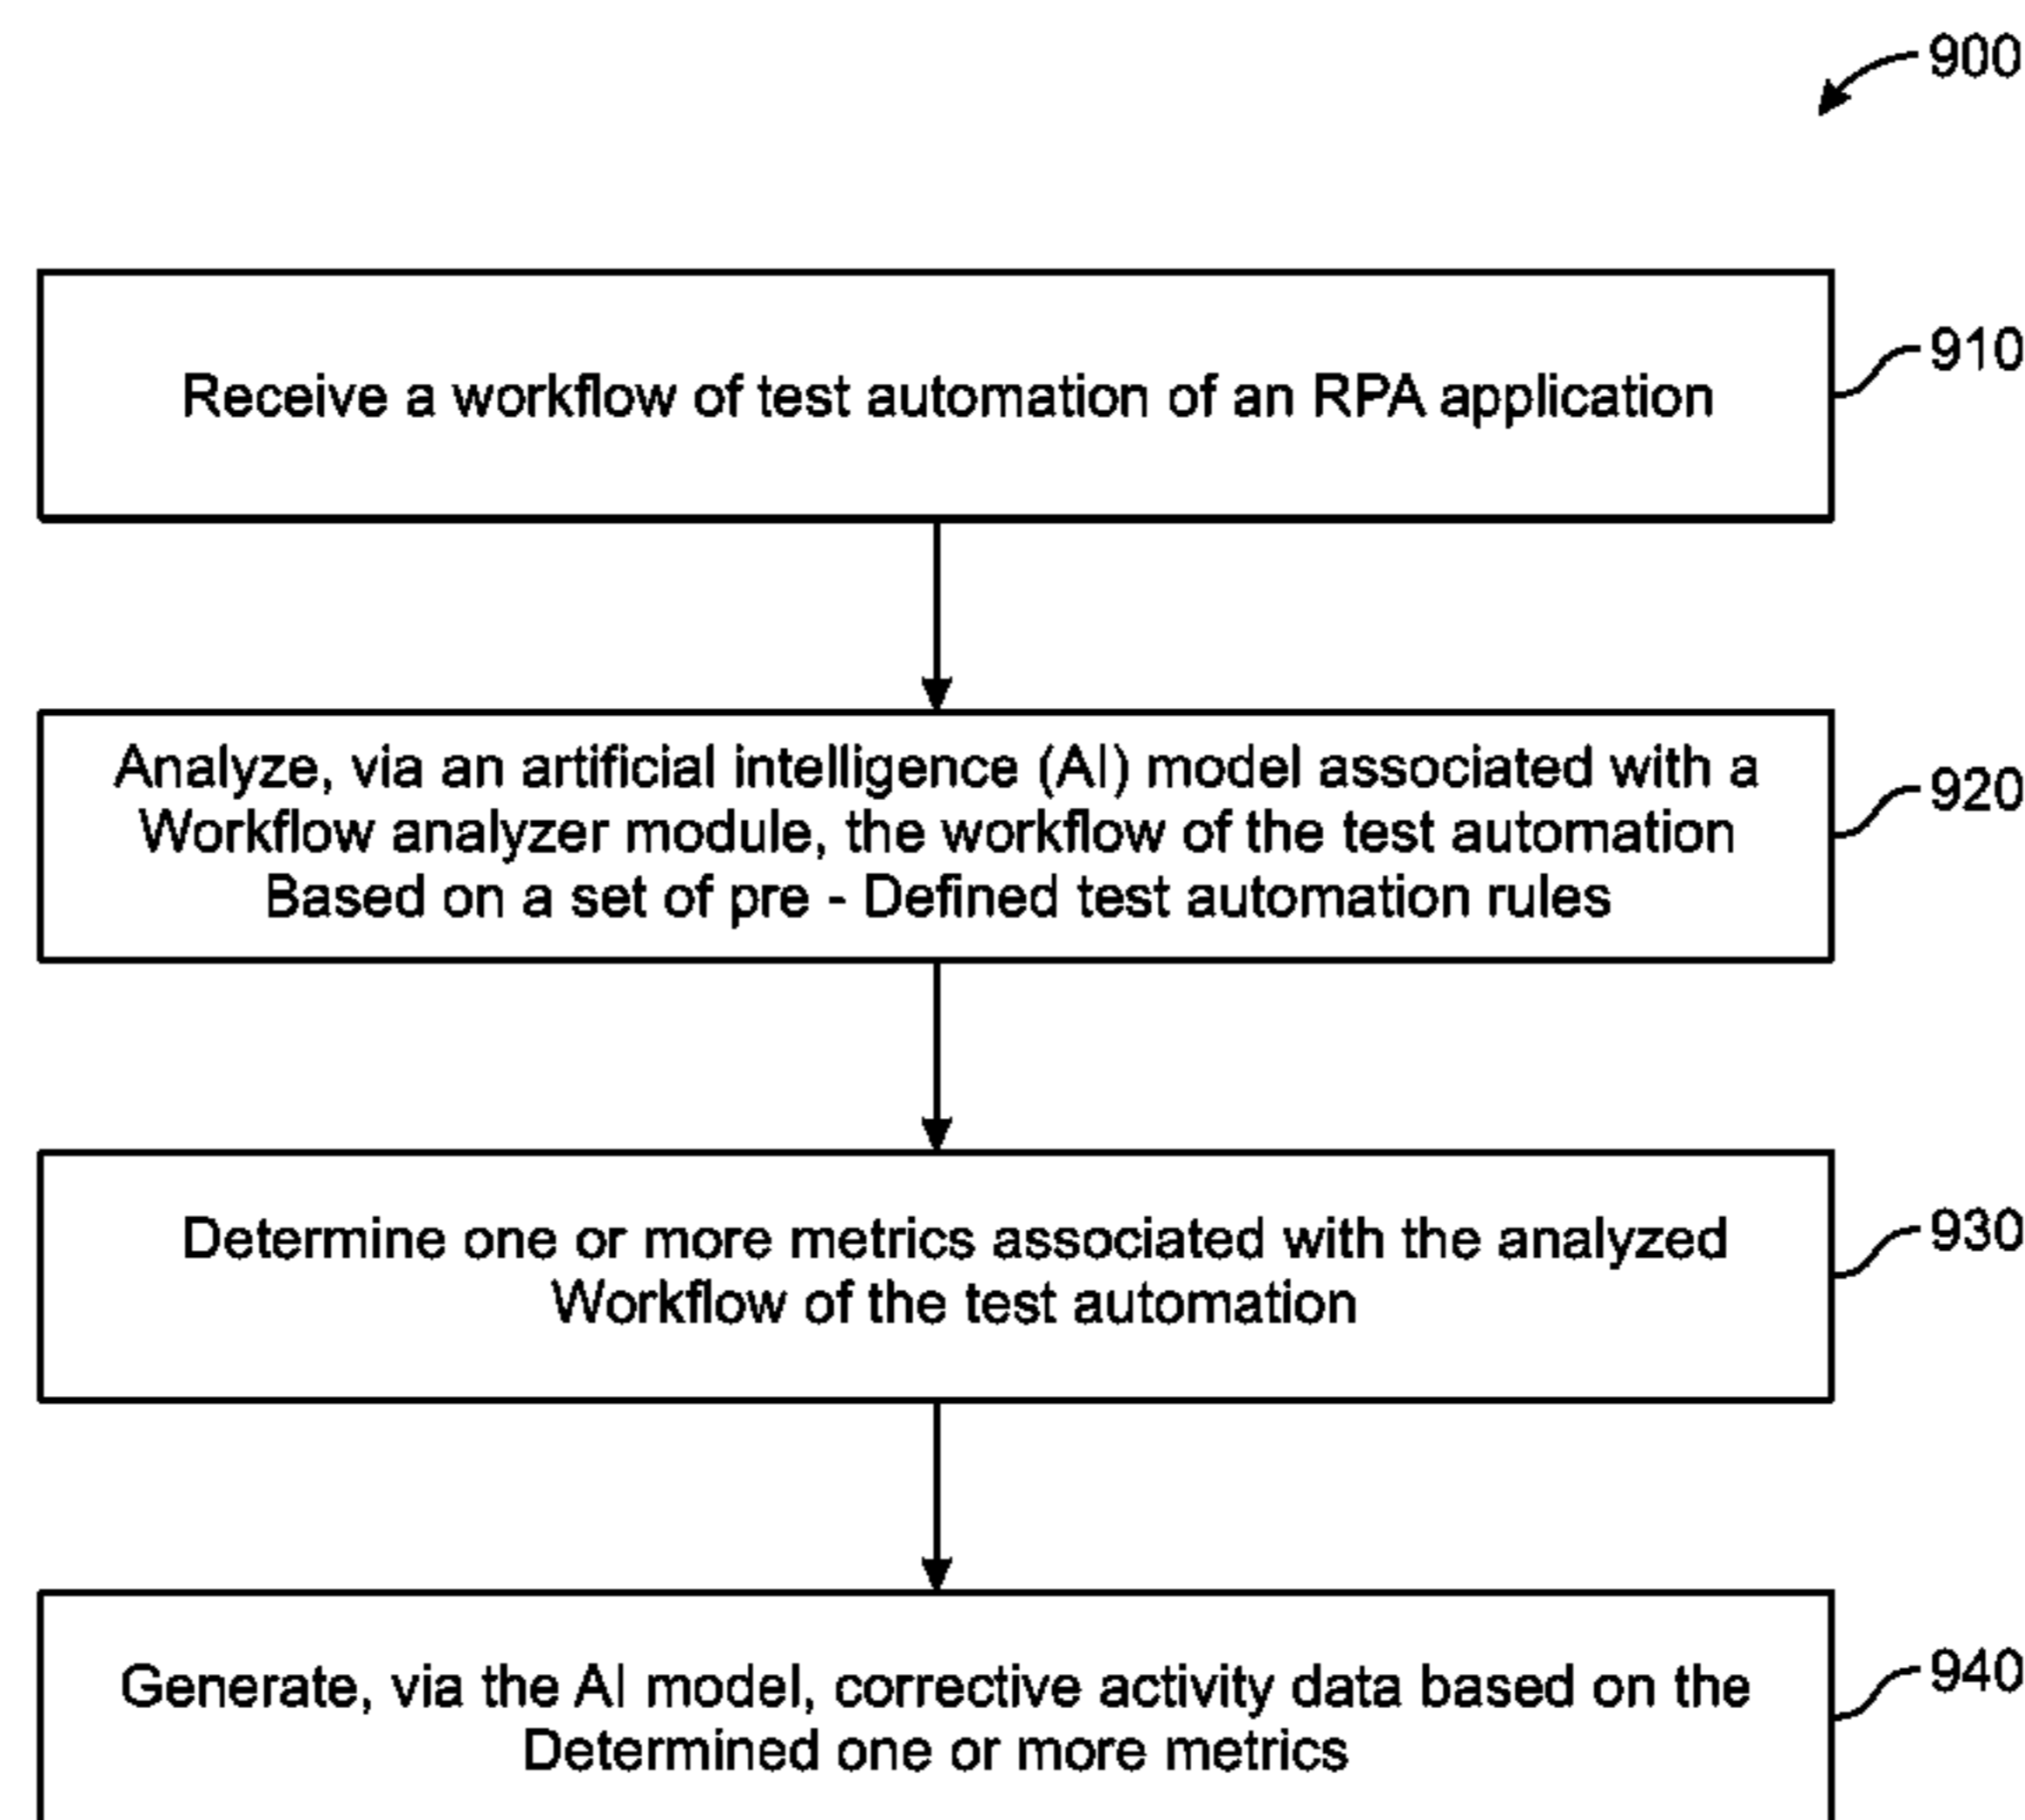 900
Receive a workflow of test automation of an RPA application
910
Analyze, via an artificial intelligence (AI) model associated with a
Workflow analyzer module, the workflow of the test automation
Based on a set of pre - Defined test automation rules
920
Determine one or more metrics associated with the analyzed
Workflow of the test automation
930
Generate, via the AI model, corrective activity data based on the
Determined one or more metrics
940